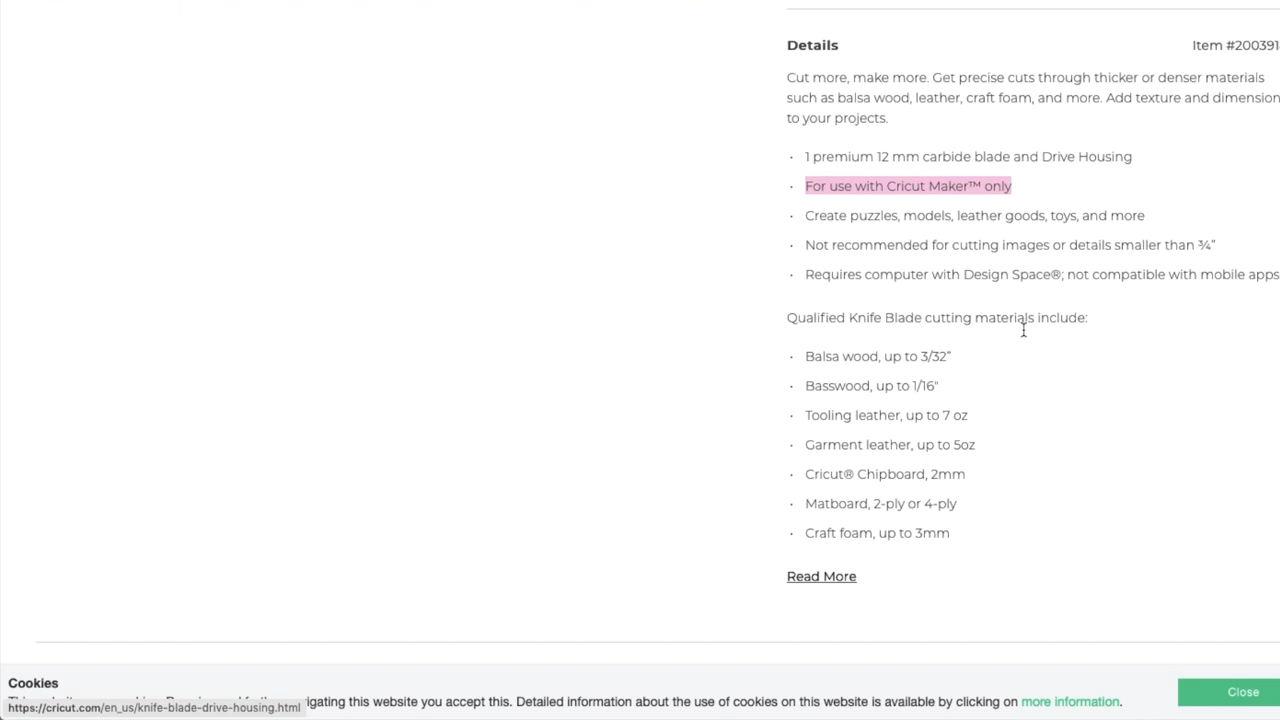 Details
Item #200391
Cut more, make more. Get precise cuts through thicker or denser materials
such as balsa wood, leather, craft foam, and more. Add texture and dimension
to your projects.
• 1 premium 12 mm carbide blade and Drive Housing
• For use with Cricut Maker™ only
• Create puzzles, models, leather goods, toys, and more
• Not recommended for cutting images or details smaller than ¾”
• Requires computer with Design Space®; not compatible with mobile apps
Qualified Knife Blade cutting materials include:
• Balsa wood, up to 3/32”
• Basswood, up to 1/16"
• Tooling leather, up to 7 oz
• Garment leather, up to 5oz
• Cricut® Chipboard, 2mm
• Matboard, 2-ply or 4-ply
• Craft foam, up to 3mm
Read More
Cookies
igating this website you accept this. Detailed information about the use of cookies on this website is available by clicking on more information.
Close
https://cricut.com/en_us/knife-blade-drive-housing.html